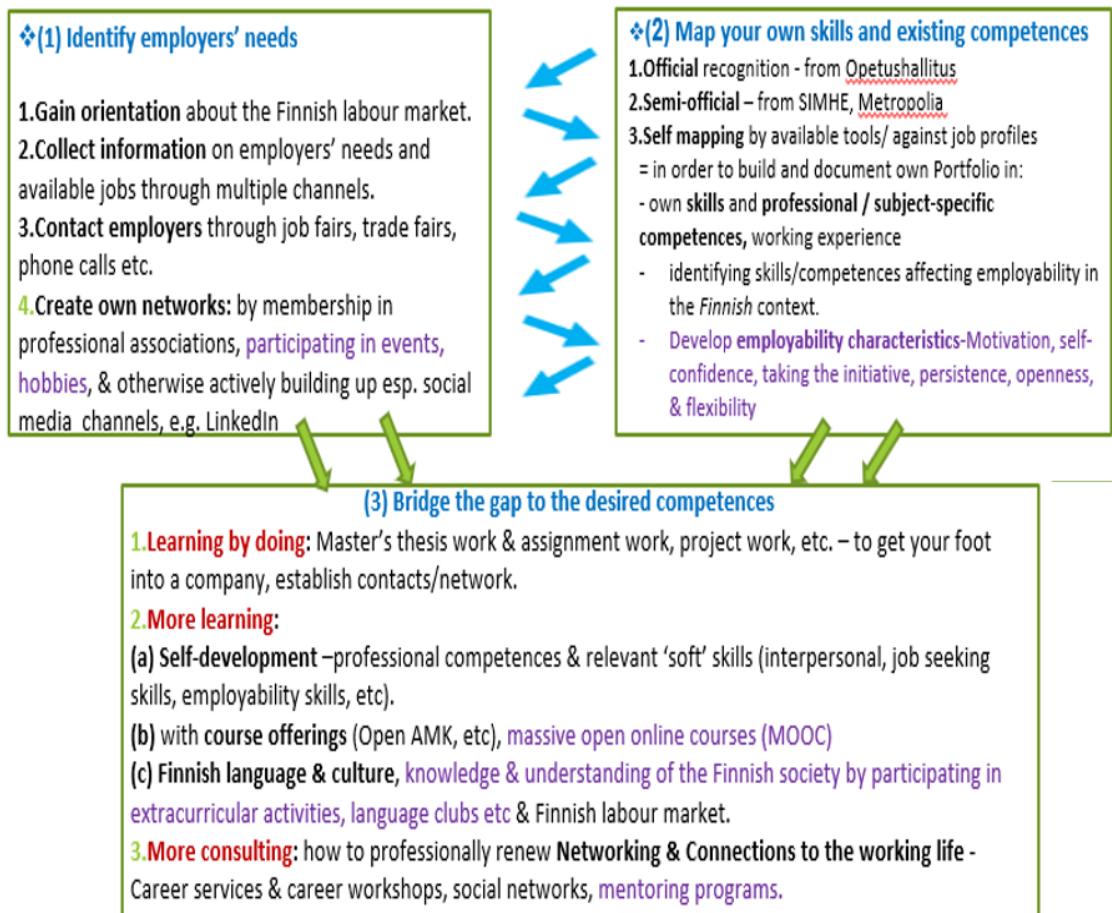 ❖(1) Identify employers’ needs
1.Gain orientation about the Finnish labour market.
2.Collect information on employers’ needs and
available jobs through multiple channels.
3.Contact employers through job fairs, trade fairs,
phone calls etc.
4.Create own networks: by membership in
professional associations, participating in events,
hobbies, & otherwise actively building up esp. social
media channels, e.g. LinkedIn
❖(2) Map your own skills and existing competences
1.Official recognition - from Opetushallitus
2.Semi-official – from SIMHE, Metropolia
3.Self mapping by available tools/ against job profiles
= in order to build and document own Portfolio in:
- own skills and professional / subject-specific
competences, working experience
- identifying skills/competences affecting employability in
the Finnish context.
- Develop employability characteristics-Motivation, self-
confidence, taking the initiative, persistence, openness,
& flexibility
(3) Bridge the gap to the desired competences
1.Learning by doing: Master’s thesis work & assignment work, project work, etc. – to get your foot
into a company, establish contacts/network.
2.More learning:
(a) Self-development –professional competences & relevant ‘soft’ skills (interpersonal, job seeking
skills, employability skills, etc).
(b) with course offerings (Open AMK, etc), massive open online courses (MOOC)
(c) Finnish language & culture, knowledge & understanding of the Finnish society by participating in
extracurricular activities, language clubs etc & Finnish labour market.
3.More consulting: how to professionally renew Networking & Connections to the working life -
Career services & career workshops, social networks, mentoring programs.